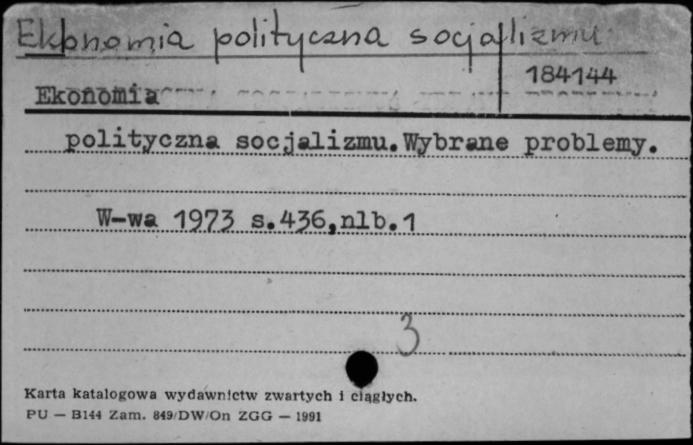 Ekonomia polityczna socjalizmu
184144
Ekonomia
polityczna socjalizmu.Wybrane problemy.
W-wa 1973 s.436,nlb.1
3
Karta katalogowa wydawnictw zwartych i ciągłych.
PU — B144 Zam. 849/DW/On ZGG — 1991